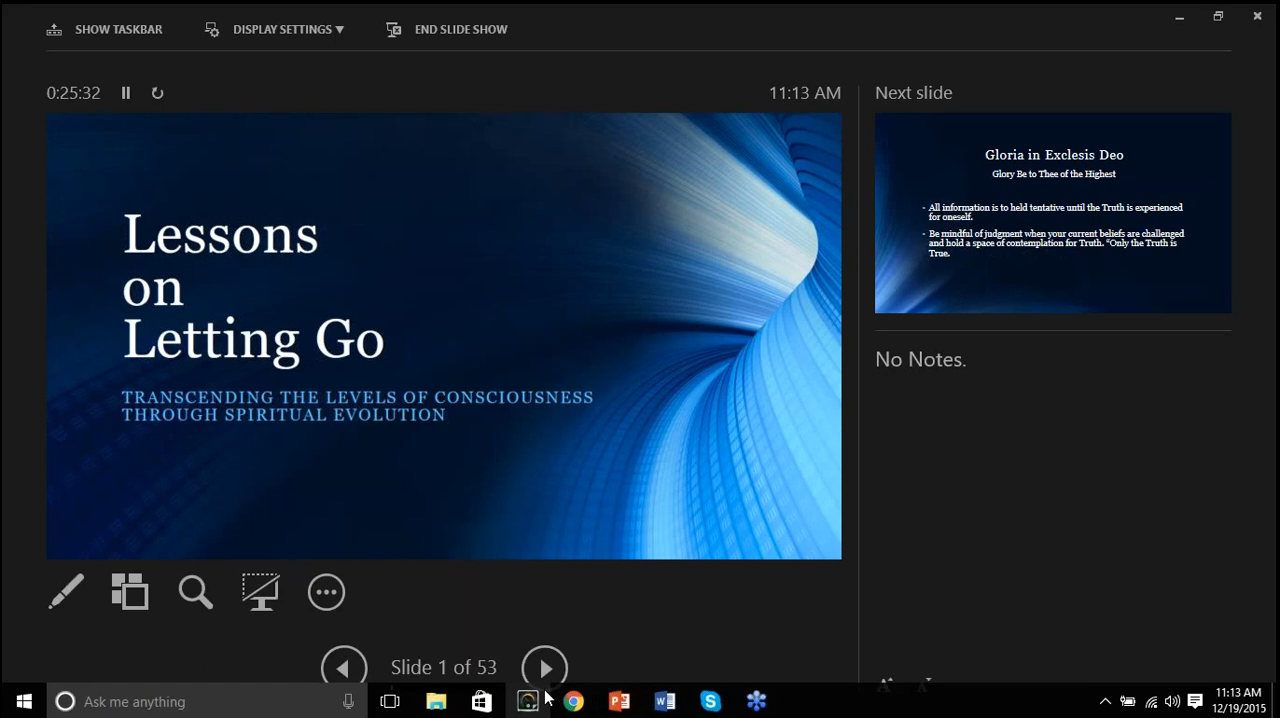 SHOW TASKBAR
DISPLAY SETTINGS ▼
END SLIDE SHOW
0:25:32
11:13 AM
Lessons
on
Letting Go
TRANSCENDING THE LEVELS OF CONSCIOUSNESS
THROUGH SPIRITUAL EVOLUTION
Next slide
Gloria in Exclesis Deo
Glory Be to Thee of the Highest
- All information is to held tentative until the Truth is experienced
for oneself.
- Be mindful of judgment when your current beliefs are challenged
and hold a space of contemplation for Truth. "Only the Truth is
True.
No Notes.
Slide 1 of 53
Ask me anything
11:13 AM
12/19/2015